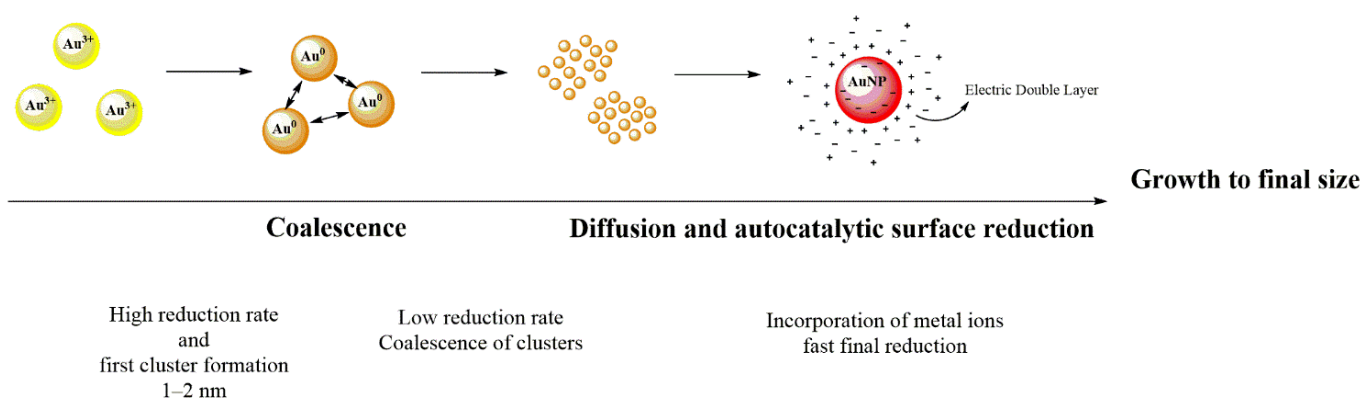 Au³⁺
Au³⁺
Au³⁺
Au⁰
Au⁰
Au⁰
AuNP
Electric Double Layer
Growth to final size
Coalescence
Diffusion and autocatalytic surface reduction
High reduction rate
and
first cluster formation
1–2 nm
Low reduction rate
Coalescence of clusters
Incorporation of metal ions
fast final reduction